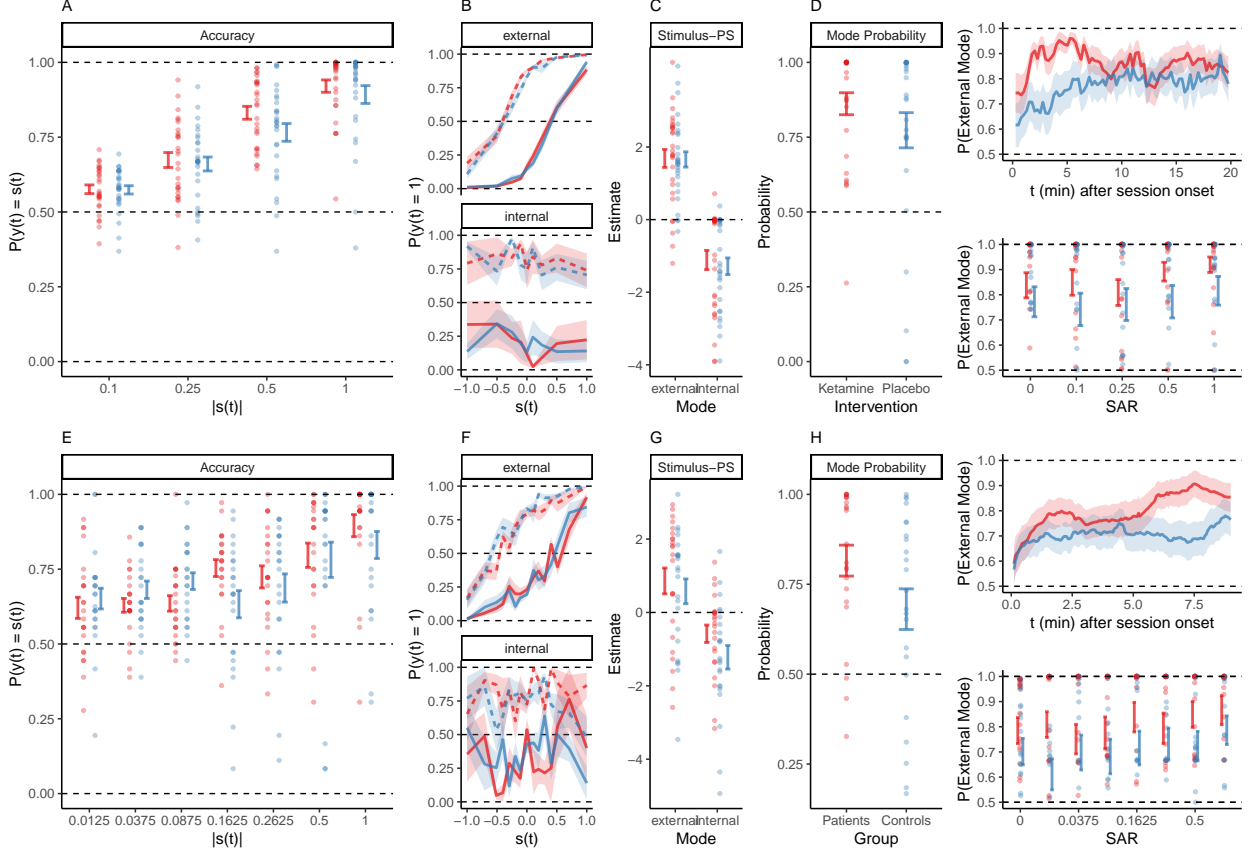 A
Accuracy
P(y(t) = s(t)
1.00
0.75
0.50
0.25
0.00
0.1
0.25
0.5
1
|s(t)|
B
external
1.00
0.75
0.50
0.25
0.00
P(y(t) = 1)
internal
1.00
0.75
0.50
0.25
0.00
−1.0
−0.5
0.0
0.5
1.0
s(t)
C
Stimulus−PS
Estimate
4
2
0
−2
−4
external
internal
Mode
D
Mode Probability
Probability
1.00
0.75
0.50
0.25
0.00
Ketamine
Placebo
Intervention
P(External Mode)
1.0
0.9
0.8
0.7
0.6
0.5
0
5
10
15
20
t (min) after session onset
P(External Mode)
1.0
0.9
0.8
0.7
0.6
0.5
0
0.1
0.25
0.5
1
SAR
E
Accuracy
P(y(t) = s(t))
1.00
0.75
0.50
0.25
0.00
0.0125
0.0375
0.0875
0.1625
0.2625
0.5
1
|s(t)|
F
external
1.00
0.75
0.50
0.25
0.00
P(y(t) = 1)
internal
1.00
0.75
0.50
0.25
0.00
−1.0
−0.5
0.0
0.5
1.0
s(t)
G
Stimulus−PS
Estimate
2
0
−2
−4
external
internal
Mode
H
Mode Probability
Probability
1.00
0.75
0.50
0.25
Patients
Controls
Group
P(External Mode)
1.0
0.9
0.8
0.7
0.6
0.5
0.0
2.5
5.0
7.5
t (min) after session onset
P(External Mode)
1.0
0.9
0.8
0.7
0.6
0.5
0
0.0375
0.1625
0.5
SAR